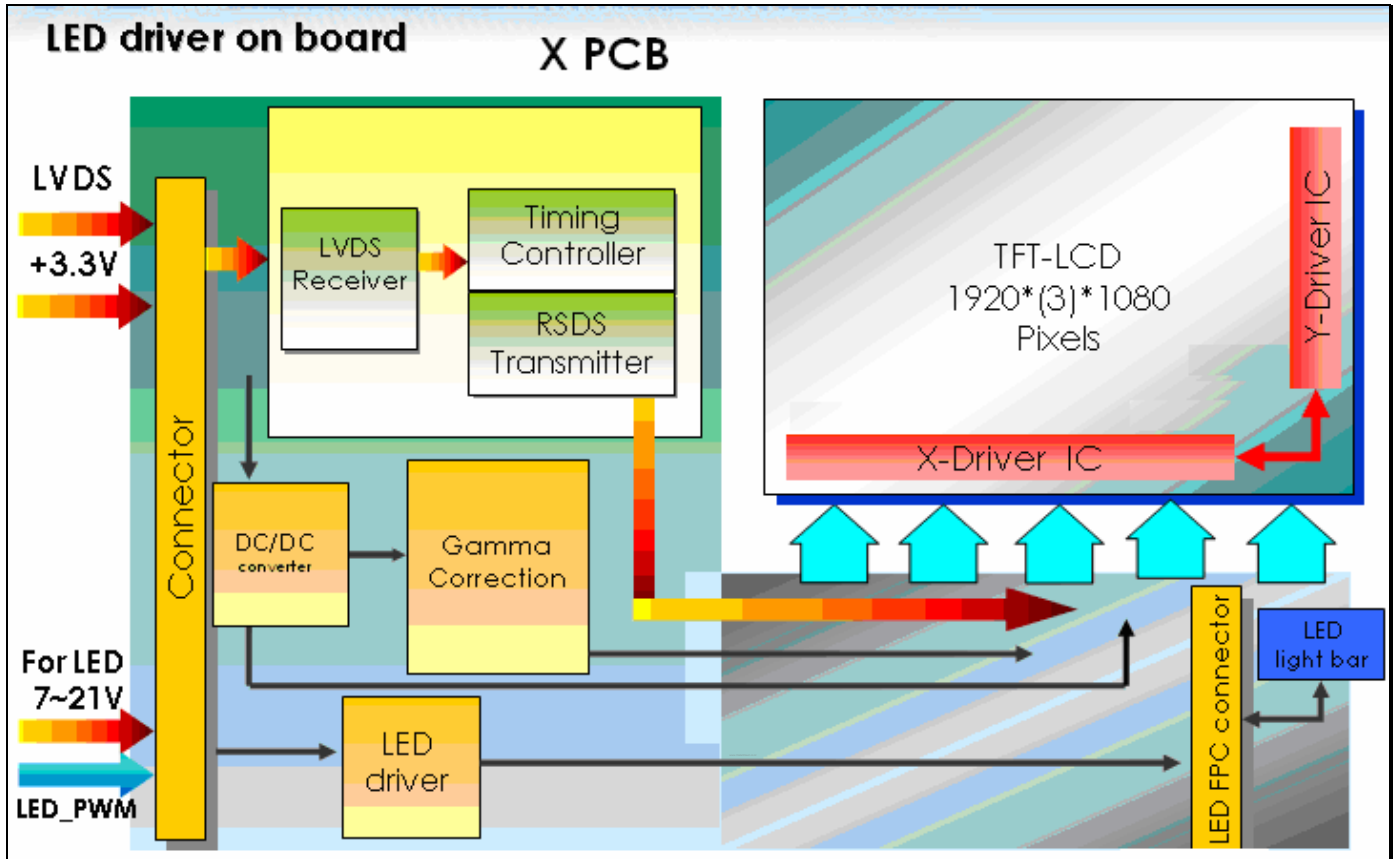 LED driver on board
X PCB
LVDS
+3.3V
Connector
LVDS
Receiver
Timing
Controller
RSDS
Transmitter
TFT-LCD
1920*(3)*1080
Pixels
Y-Driver IC
X-Driver IC
DC/DC
converter
Gamma
Correction
For LED
7~21V
LED_PWM
LED
driver
LED FPC connector
LED
light bar